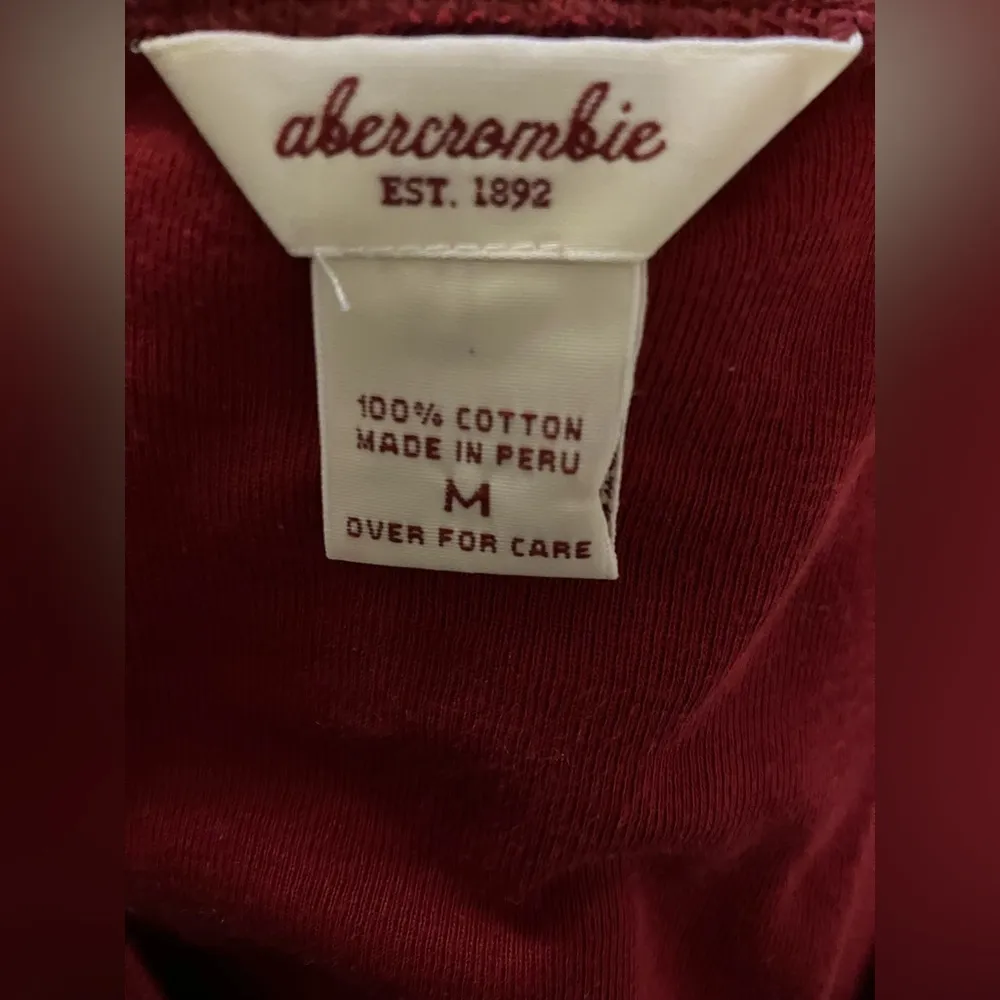 abercrombie
EST. 1892
100% COTTON
MADE IN PERU
M
OVER FOR CARE